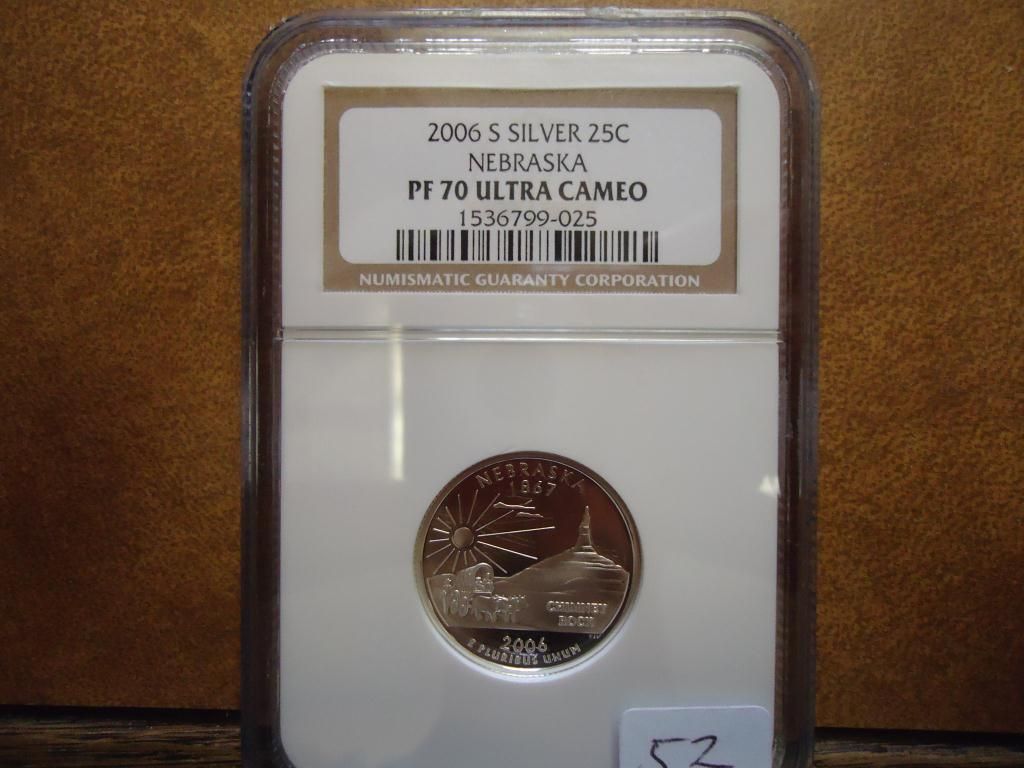 2006 S SILVER 25C
NEBRASKA
PF 70 ULTRA CAMEO
1536799-025
NUMISMATIC GUARANTY CORPORATION
NEBRASKA
1867
CHIMNEY
ROCK
2006
E PLURIBUS UNUM
52